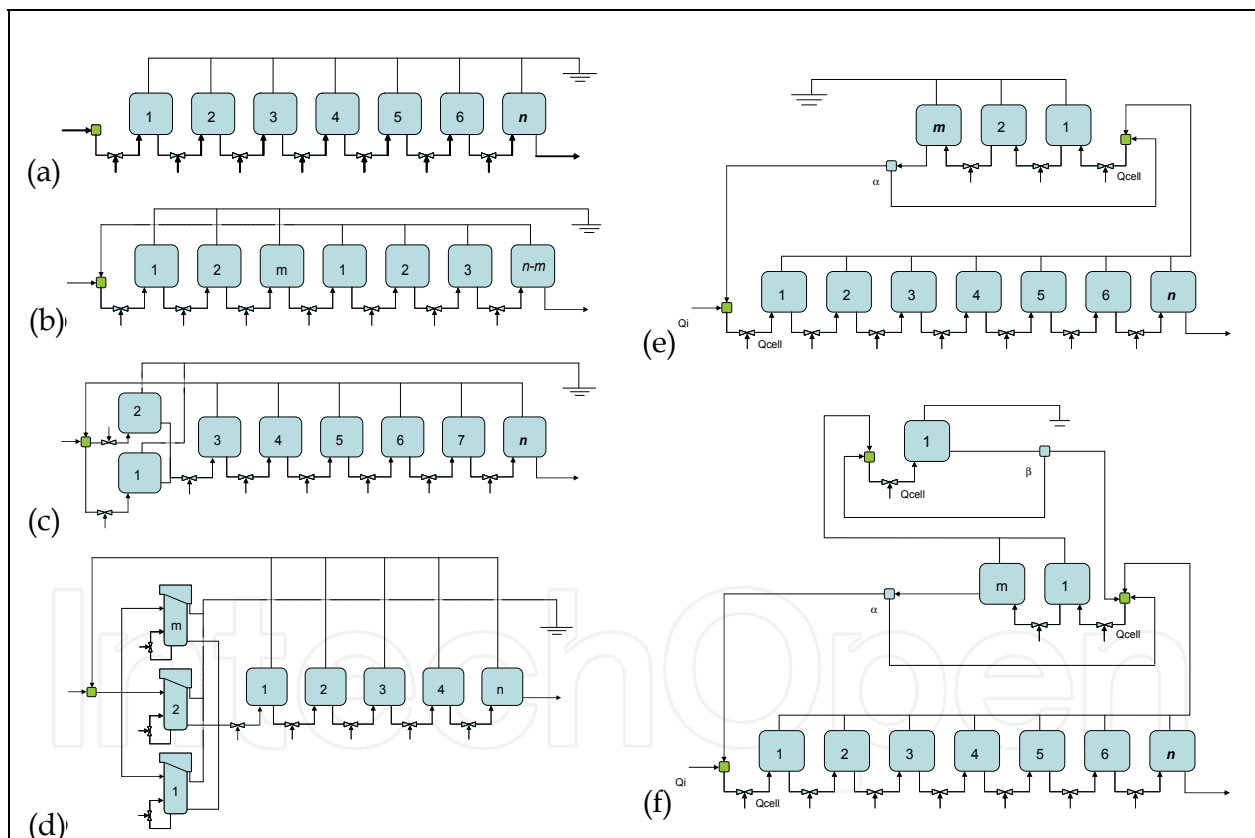 1 2 3 4 5 6 n
(a)
1 2 m 1 2 3 n-m
(b)
2
1
3 4 5 6 7 n
(c)
m
2
1
1 2 3 4 n
(d)
m 2 1
α
Qcell
1 2 3 4 5 6 n
Qi
Qcell
(e)
1
β
Qcell
m 1
α
Qcell
1 2 3 4 5 6 n
Qi
Qcell
(f)
IntechOpen